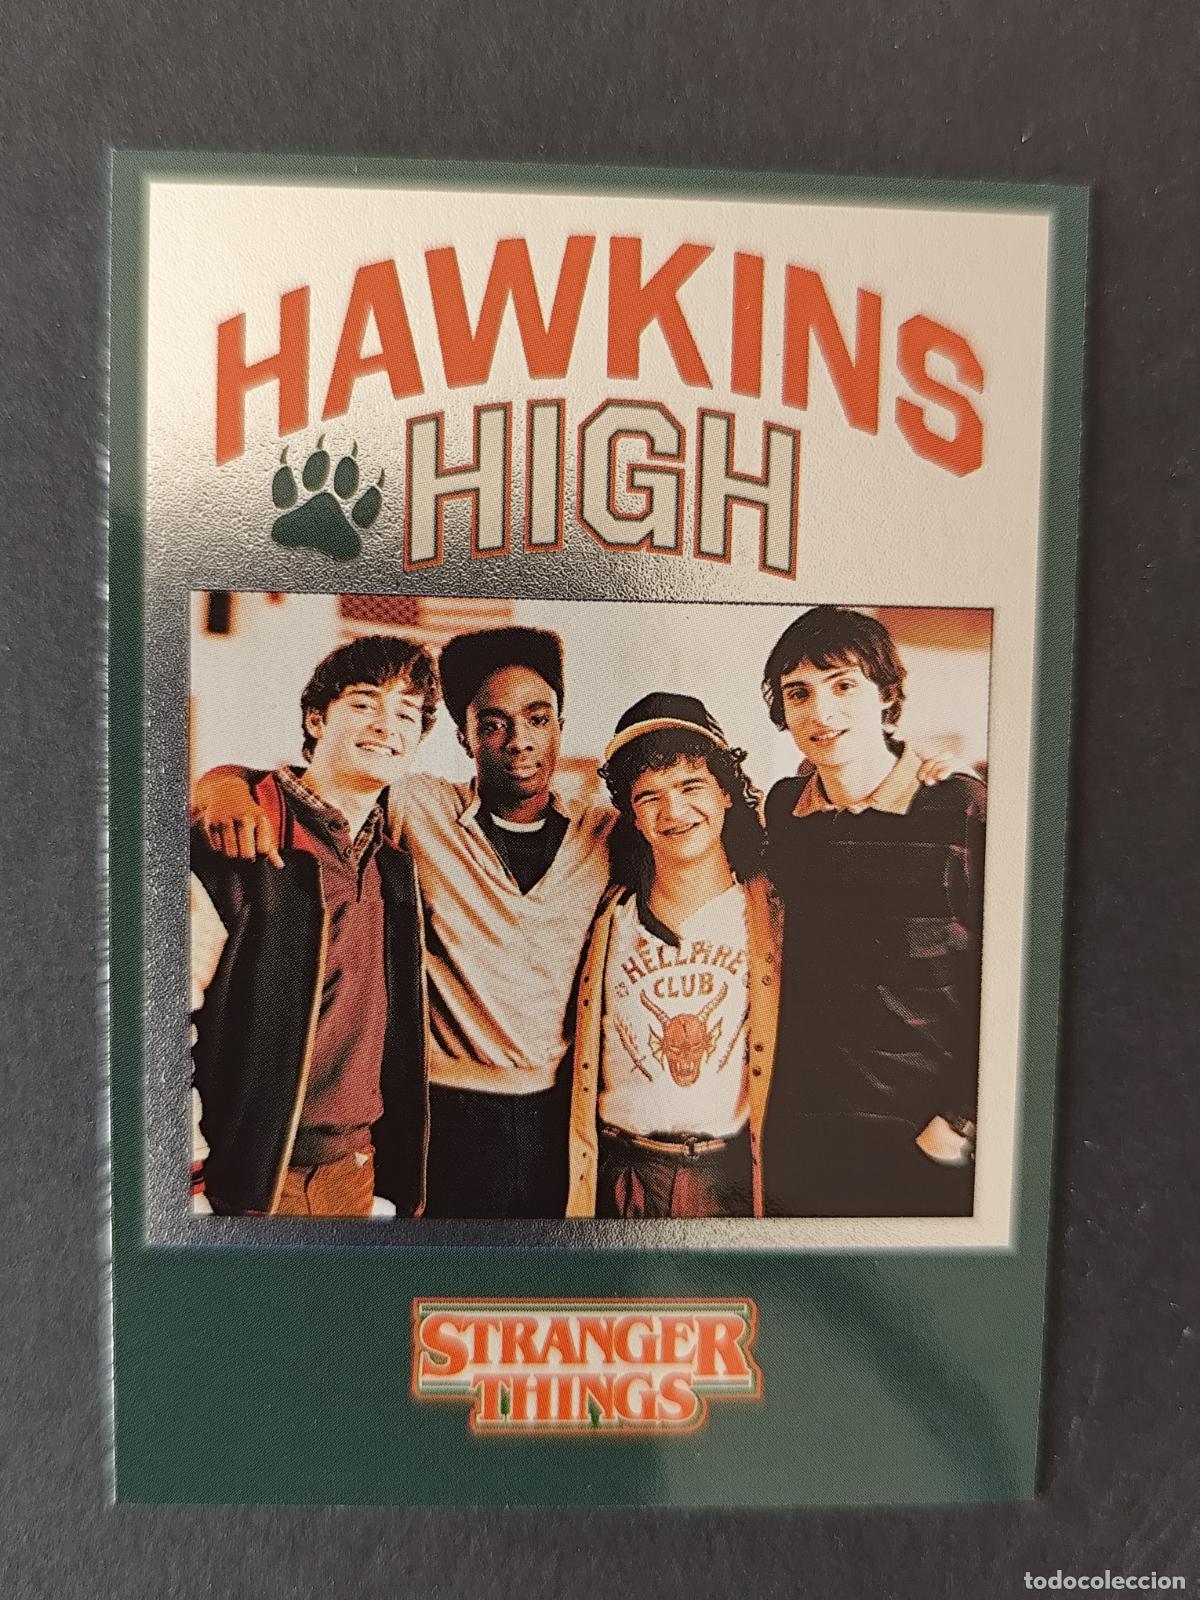 HAWKINS
HIGH
HELLFIRE
CLUB
STRANGER
THINGS
todocoleccion